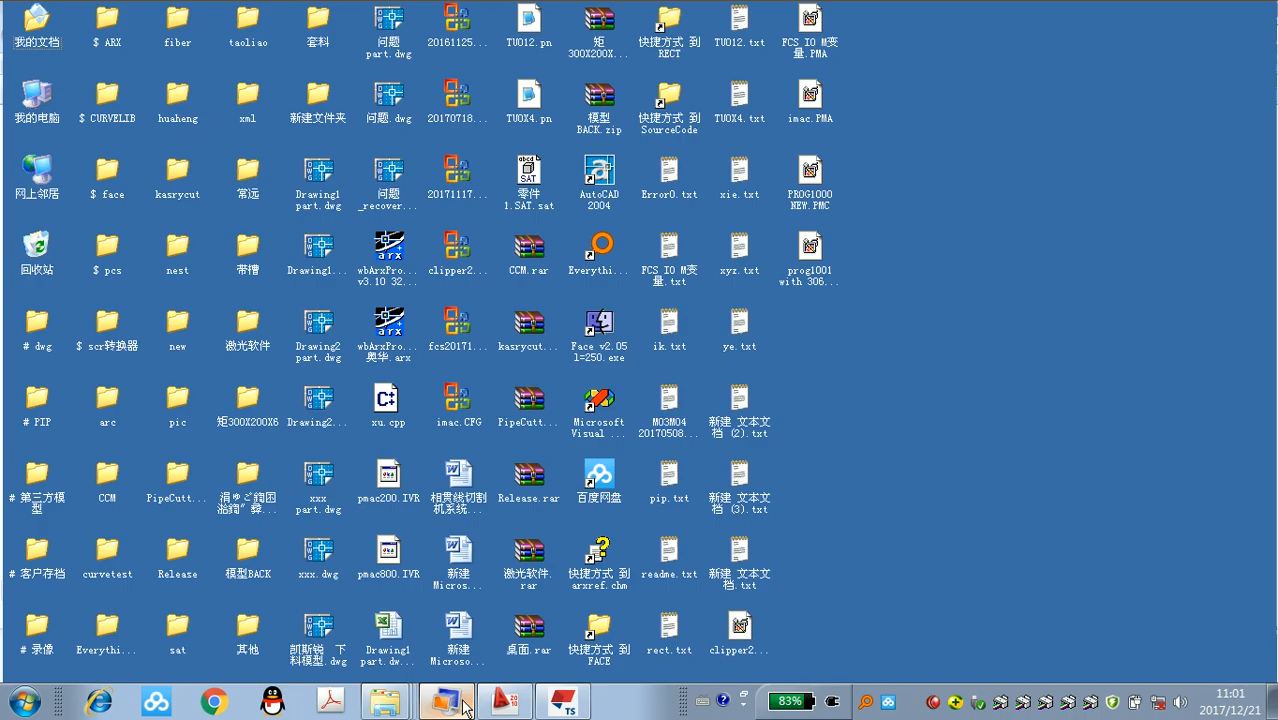 我的文档
$ ARX
fiber
taoliao
套料
问题
part.dwg
20161125...
TUO12.pn
矩
300X200X...
快捷方式 到
RECT
TUO12.txt
FCS IO M变
量.PMA
我的电脑
$ CURVELIB
huaheng
xml
新建文件夹
问题.dwg
20170718...
TUOX4.pn
模型
BACK.zip
快捷方式 到
SourceCode
TUOX4.txt
imac.PMA
网上邻居
$ face
kasrycut
常远
Drawing1
part.dwg
问题
_recover...
20171117...
abcd
SAT
零件
1.SAT.sat
AutoCAD
2004
Error0.txt
xie.txt
PROG1000
NEW.PMC
回收站
$ pcs
nest
带槽
Drawing1...
arx
wbArxPro...
v3.10 32...
clipper2...
CCM.rar
Everythi...
FCS IO M变
量.txt
xyz.txt
prog1001
with 306...
# dwg
$ scr转换器
new
激光软件
Drawing2
part.dwg
arx
wbArxPro...
奥华.arx
fcs20171...
kasrycut...
Face v2.05
l=250.exe
ik.txt
ye.txt
# PIP
arc
pic
矩300X200X6
Drawing2...
xu.cpp
imac.CFG
PipeCutt...
Microsoft
Visual ...
M03M04
20170508...
新建 文本文
档 (2).txt
# 第三方模
型
CCM
PipeCutt...
xxx
part.dwg
pmac200.IVR
相贯线切割
机系统...
Release.rar
百度网盘
pip.txt
新建 文本文
档 (3).txt
# 客户存档
curvetest
Release
模型BACK
xxx.dwg
pmac800.IVR
新建
Micros...
激光软件.
rar
快捷方式 到
arxref.chm
readme.txt
新建 文本文
档.txt
# 录像
Everythi...
sat
其他
凯斯锐 下
料模型.dwg
Drawing1
part.dw...
新建
Microso...
桌面.rar
快捷方式 到
FACE
rect.txt
clipper2...
TS
83%
11:01
2017/12/21